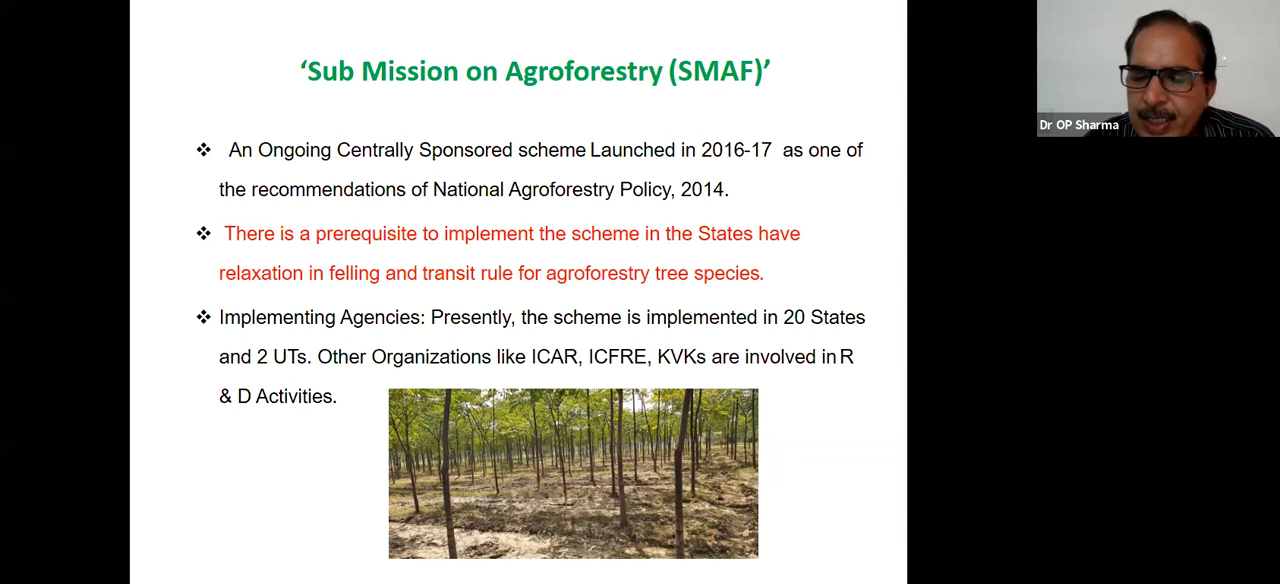 ‘Sub Mission on Agroforestry (SMAF)’
❖ An Ongoing Centrally Sponsored scheme Launched in 2016-17 as one of
the recommendations of National Agroforestry Policy, 2014.
❖ There is a prerequisite to implement the scheme in the States have
relaxation in felling and transit rule for agroforestry tree species.
❖ Implementing Agencies: Presently, the scheme is implemented in 20 States
and 2 UTs. Other Organizations like ICAR, ICFRE, KVKs are involved in R
& D Activities.
Dr OP Sharma